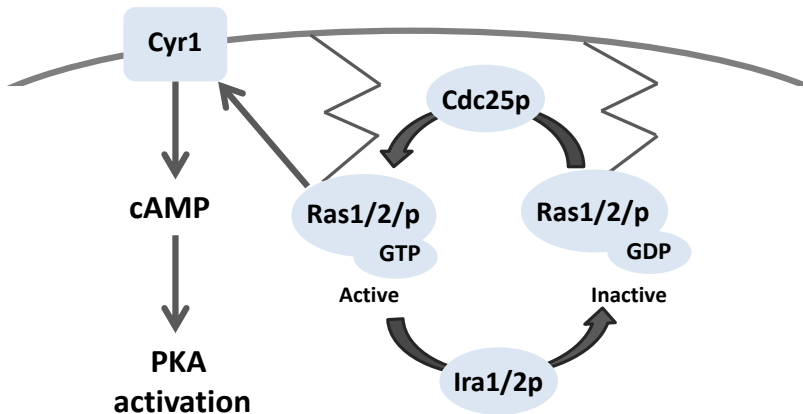 Cyr1
Cdc25p
cAMP
Ras1/2/p
GTP
Active
Ras1/2/p
GDP
Inactive
PKA
activation
Ira1/2p